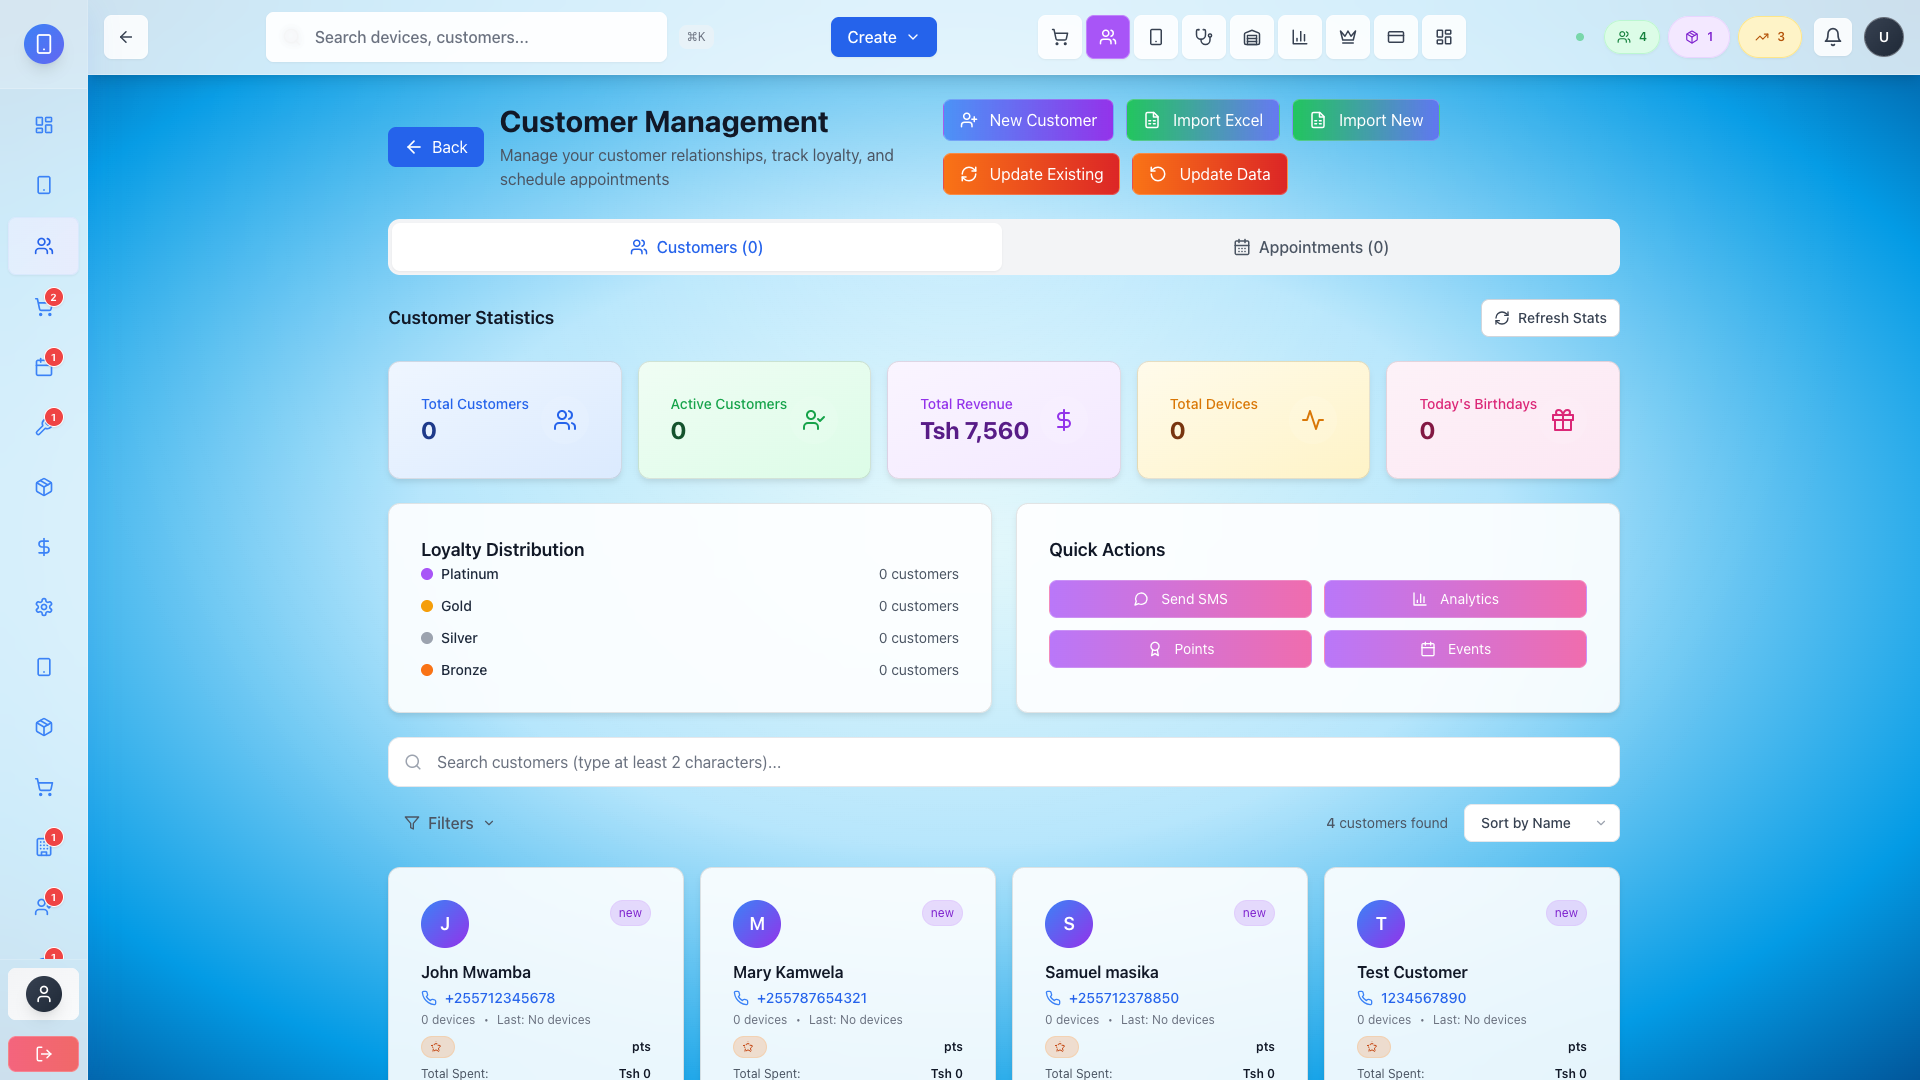 Search devices, customers...
⌘K
Create
4
1
3
U
2
1
1
1
1
1
Back
Customer Management
Manage your customer relationships, track loyalty, and
schedule appointments
New Customer
Import Excel
Import New
Update Existing
Update Data
Customers (0)
Appointments (0)
Customer Statistics
Refresh Stats
Total Customers
0
Active Customers
0
Total Revenue
Tsh 7,560
Total Devices
0
Today's Birthdays
0
Loyalty Distribution
Platinum
0 customers
Gold
0 customers
Silver
0 customers
Bronze
0 customers
Quick Actions
Send SMS
Analytics
Points
Events
Search customers (type at least 2 characters)...
Filters
4 customers found
Sort by Name
J
new
John Mwamba
+255712345678
0 devices • Last: No devices
pts
Total Spent:
Tsh 0
M
new
Mary Kamwela
+255787654321
0 devices • Last: No devices
pts
Total Spent:
Tsh 0
S
new
Samuel masika
+255712378850
0 devices • Last: No devices
pts
Total Spent:
Tsh 0
T
new
Test Customer
1234567890
0 devices • Last: No devices
pts
Total Spent:
Tsh 0